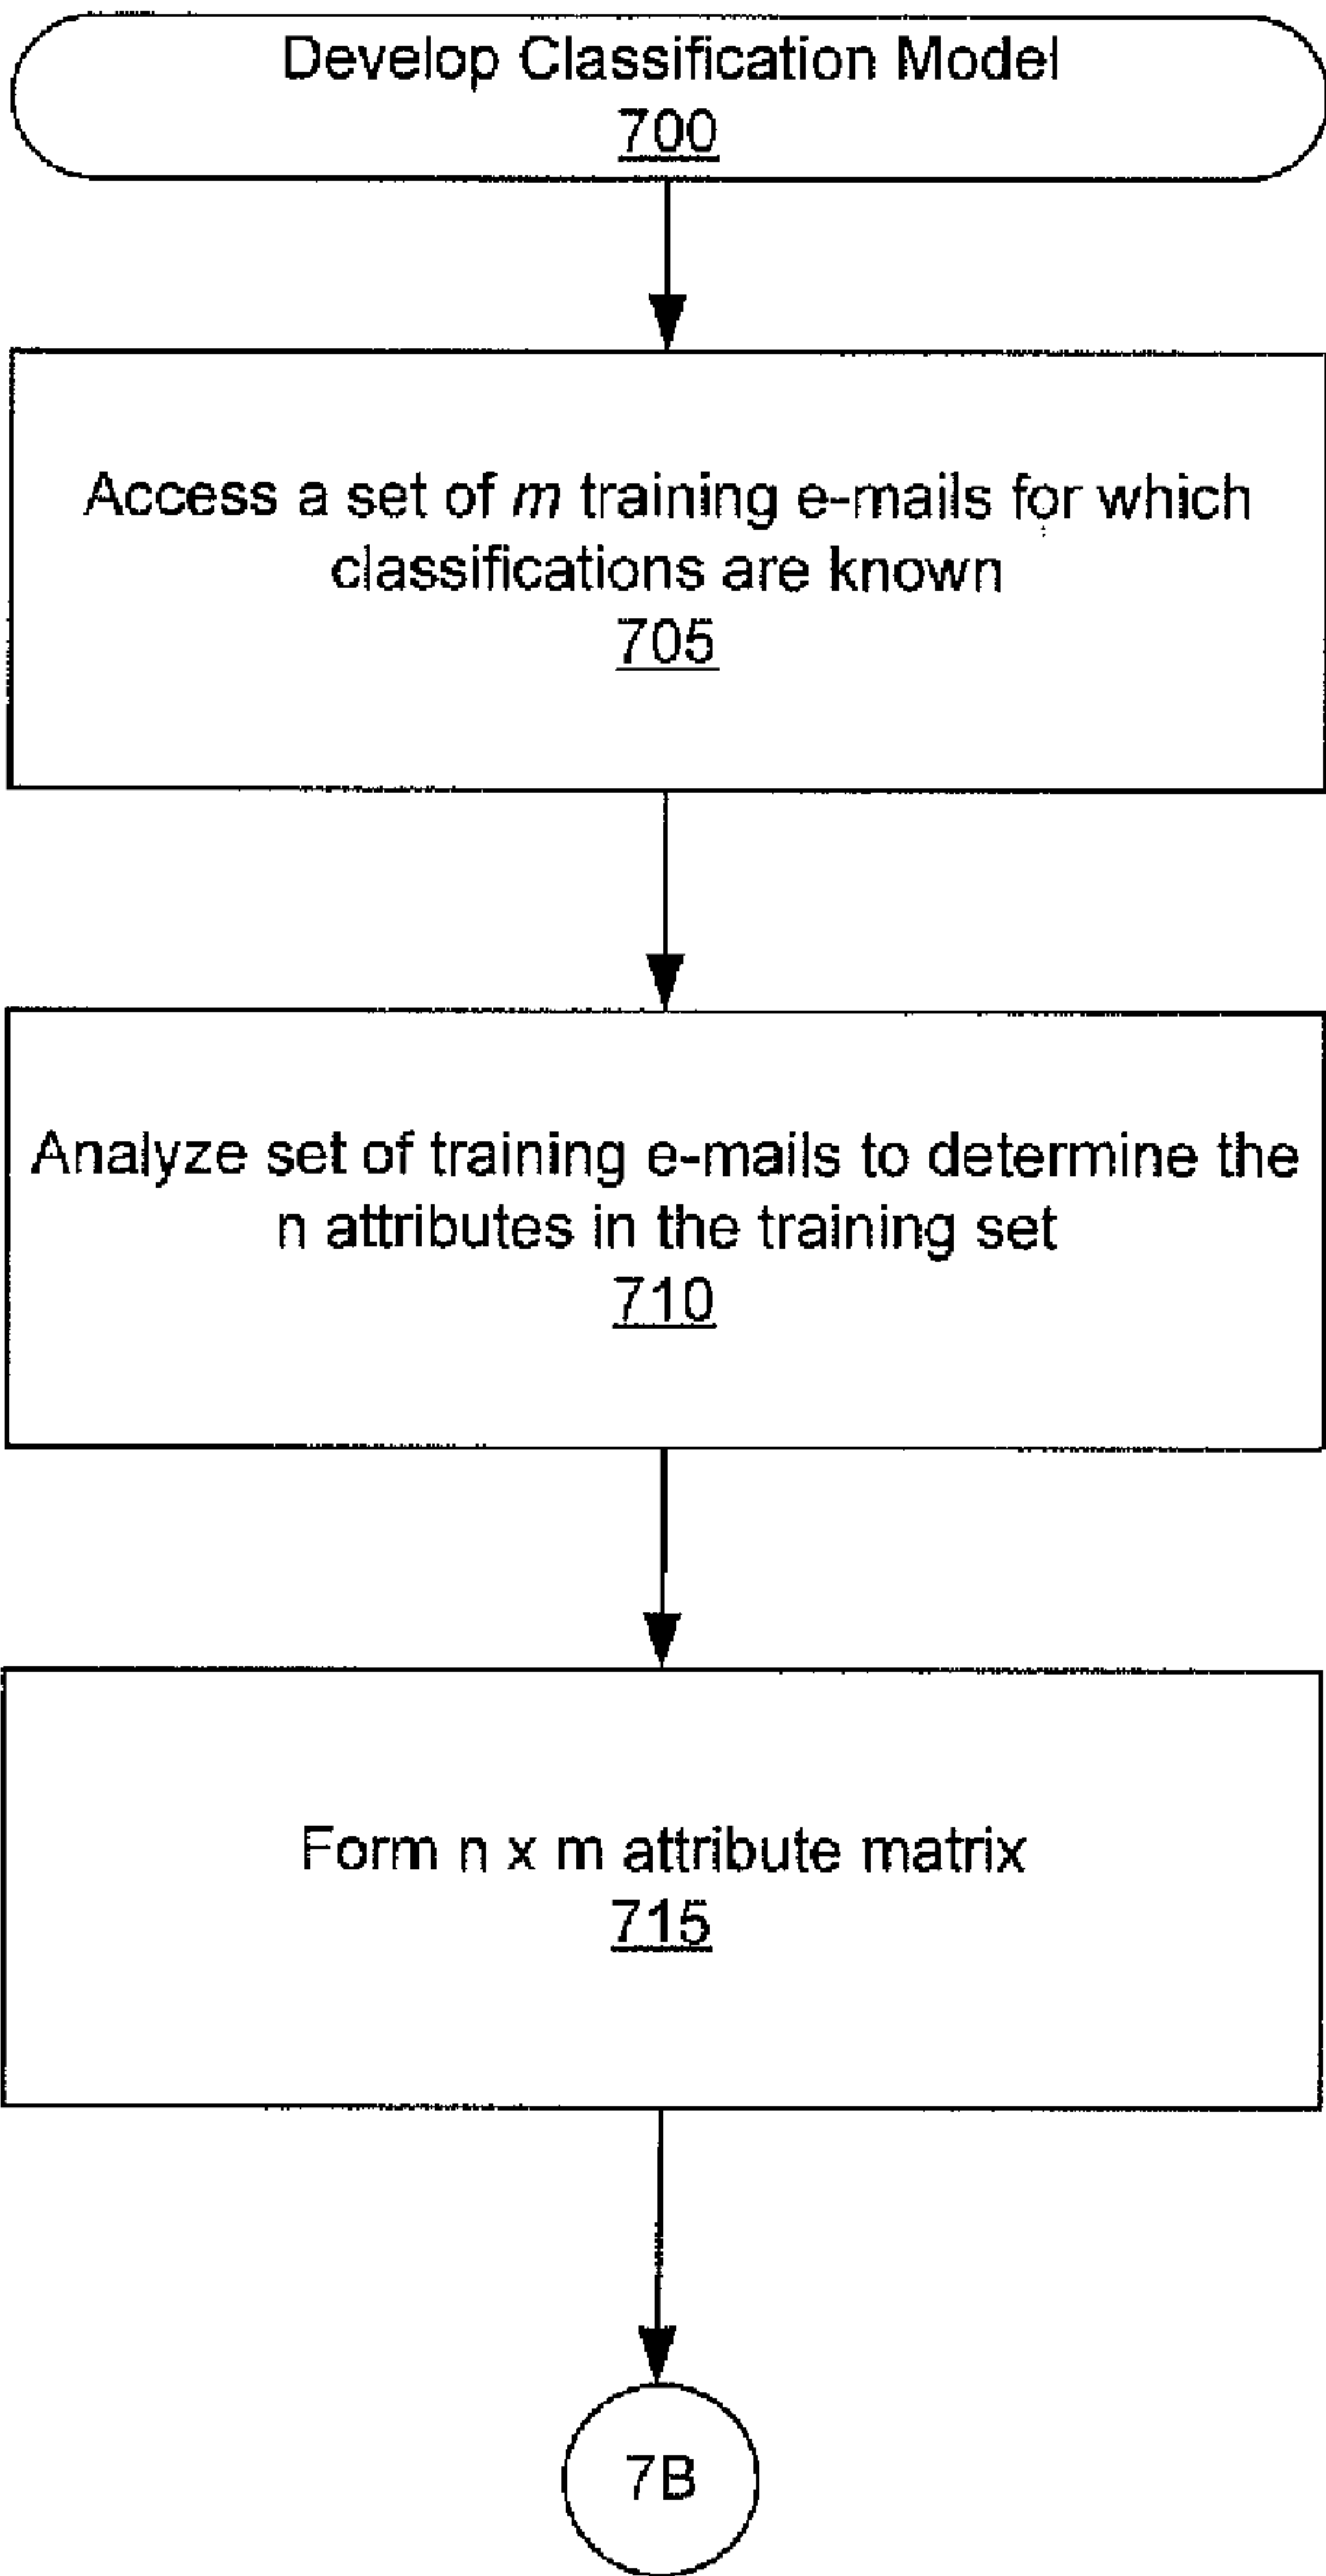 Develop Classification Model
700
Access a set of m training e-mails for which
classifications are known
705
Analyze set of training e-mails to determine the
n attributes in the training set
710
Form n x m attribute matrix
715
7B